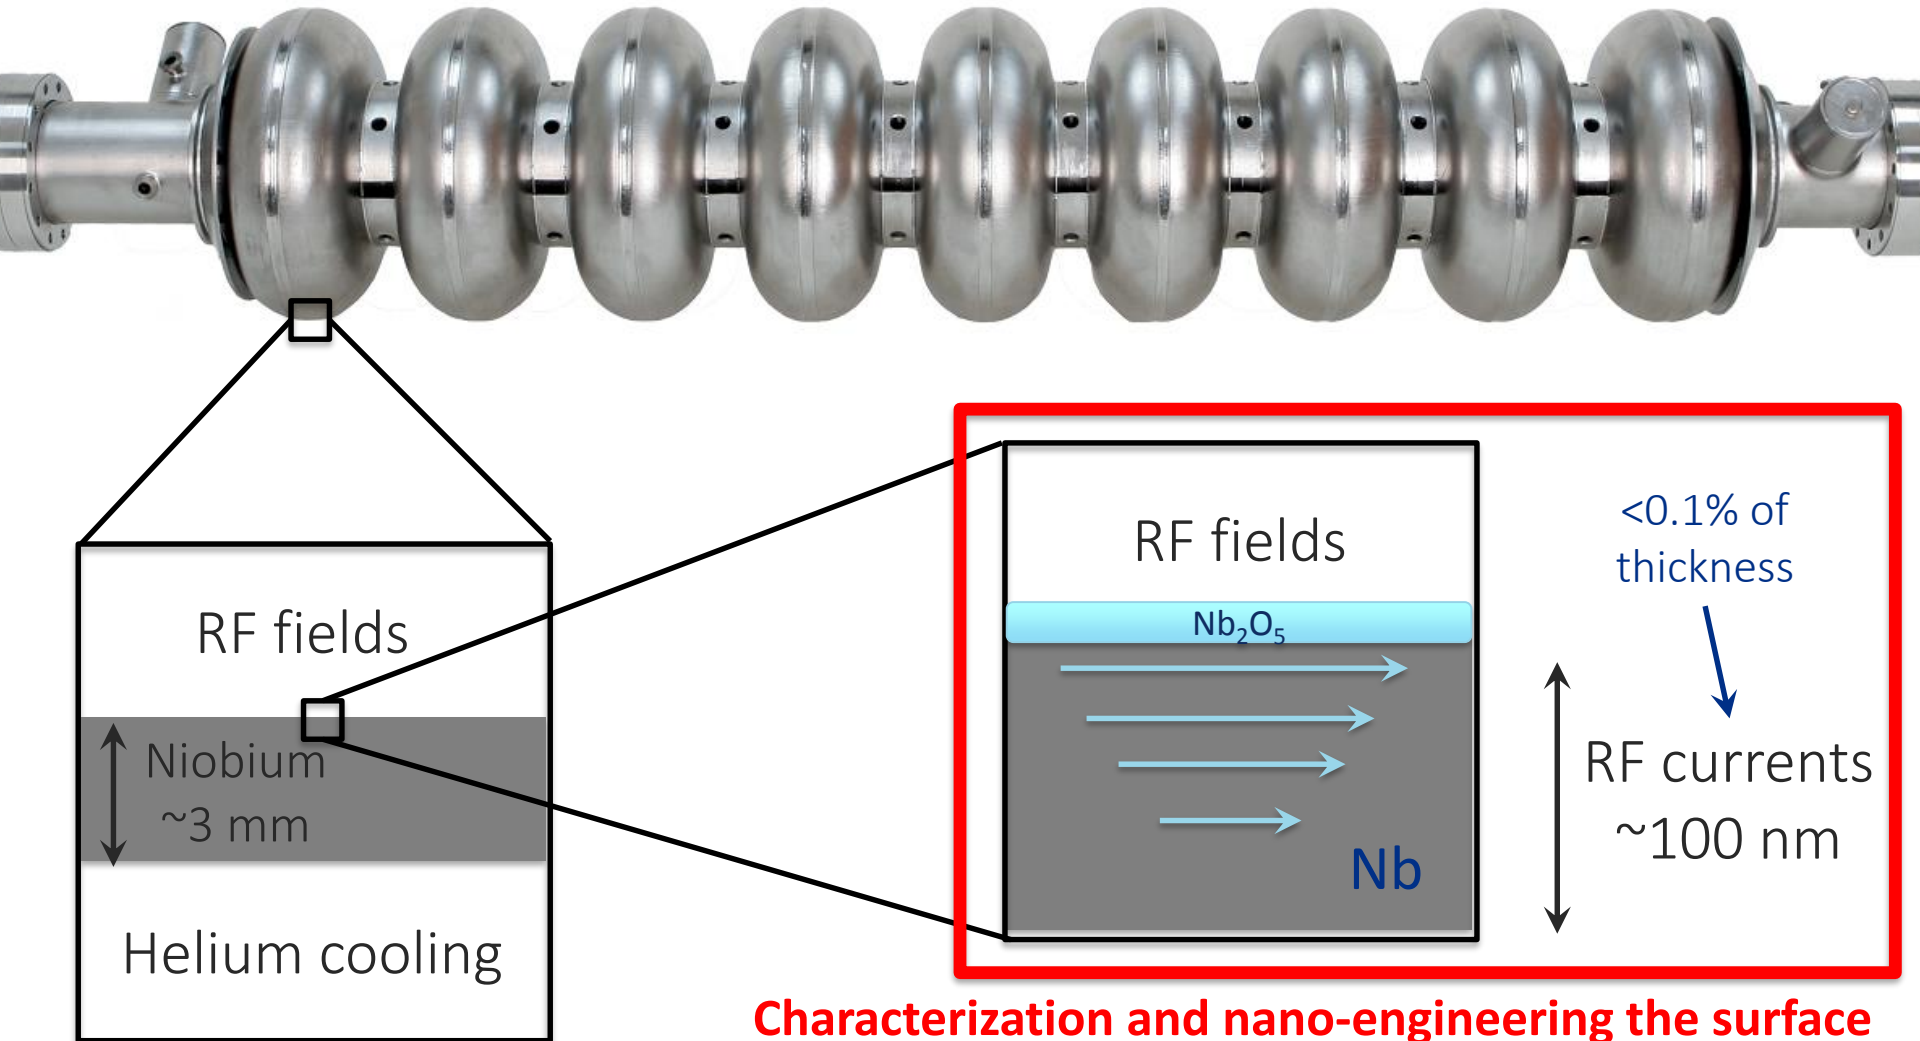 RF fields
Niobium
~3 mm
Helium cooling
RF fields
Nb₂O₅
Nb
<0.1% of
thickness
RF currents
~100 nm
Characterization and nano-engineering the surface